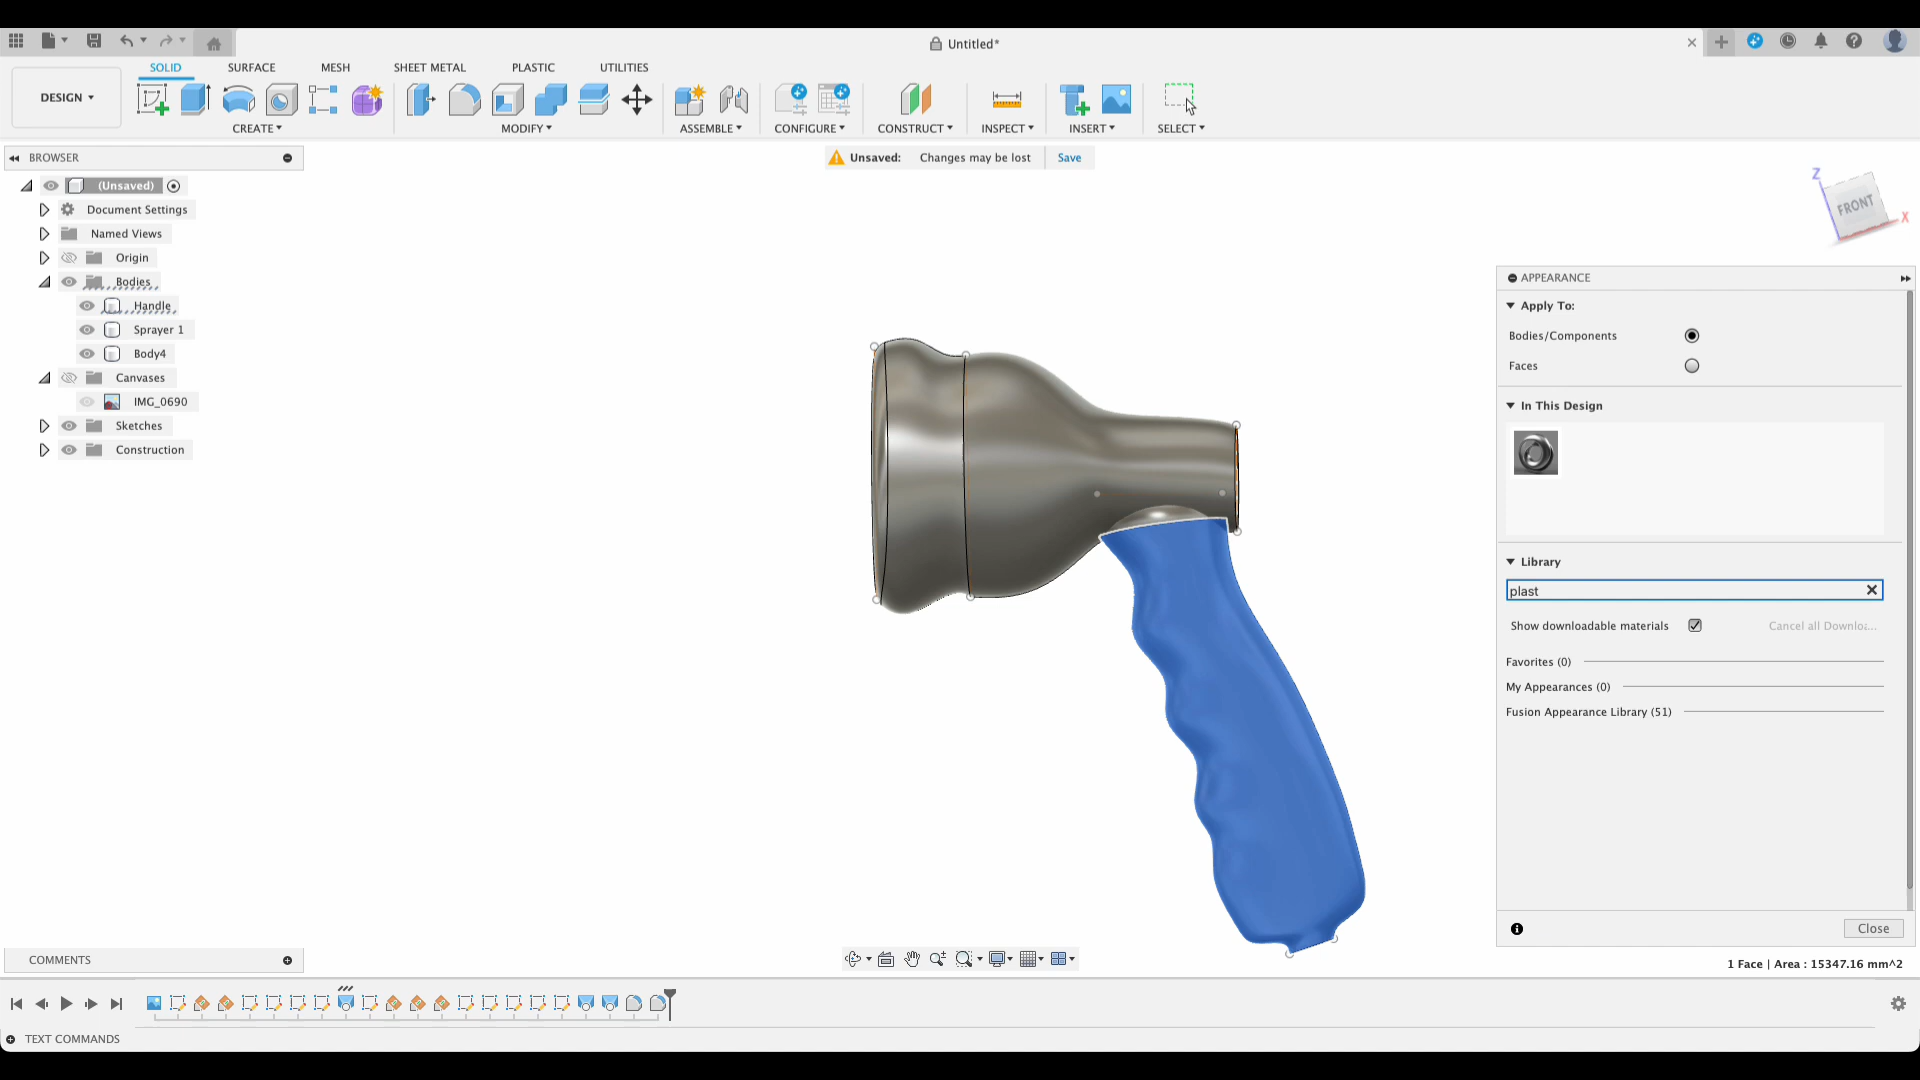 Untitled*
SOLID SURFACE MESH SHEET METAL PLASTIC UTILITIES
DESIGN
CREATE MODIFY ASSEMBLE CONFIGURE CONSTRUCT INSPECT INSERT SELECT
BROWSER
Unsaved: Changes may be lost Save
(Unsaved)
Document Settings
Named Views
Origin
Bodies
Handle
Sprayer 1
Body4
Canvases
IMG_0690
Sketches
Construction
Z
FRONT
X
APPEARANCE
Apply To:
Bodies/Components
Faces
In This Design
Library
plast
Show downloadable materials Cancel all Downloa...
Favorites (0)
My Appearances (0)
Fusion Appearance Library (51)
Close
COMMENTS
1 Face | Area : 15347.16 mm^2
TEXT COMMANDS